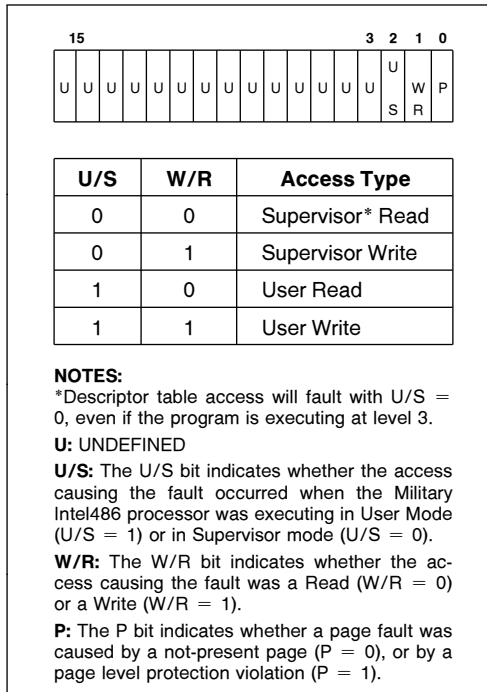 15 3 2 1 0
U U U U U U U U U U U U U U/S W/R P
U/S W/R Access Type
0 0 Supervisor* Read
0 1 Supervisor Write
1 0 User Read
1 1 User Write
NOTES:
*Descriptor table access will fault with U/S =
0, even if the program is executing at level 3.
U: UNDEFINED
U/S: The U/S bit indicates whether the access
causing the fault occurred when the Military
Intel486 processor was executing in User Mode
(U/S = 1) or in Supervisor mode (U/S = 0).
W/R: The W/R bit indicates whether the ac-
cess causing the fault was a Read (W/R = 0)
or a Write (W/R = 1).
P: The P bit indicates whether a page fault was
caused by a not-present page (P = 0), or by a
page level protection violation (P = 1).